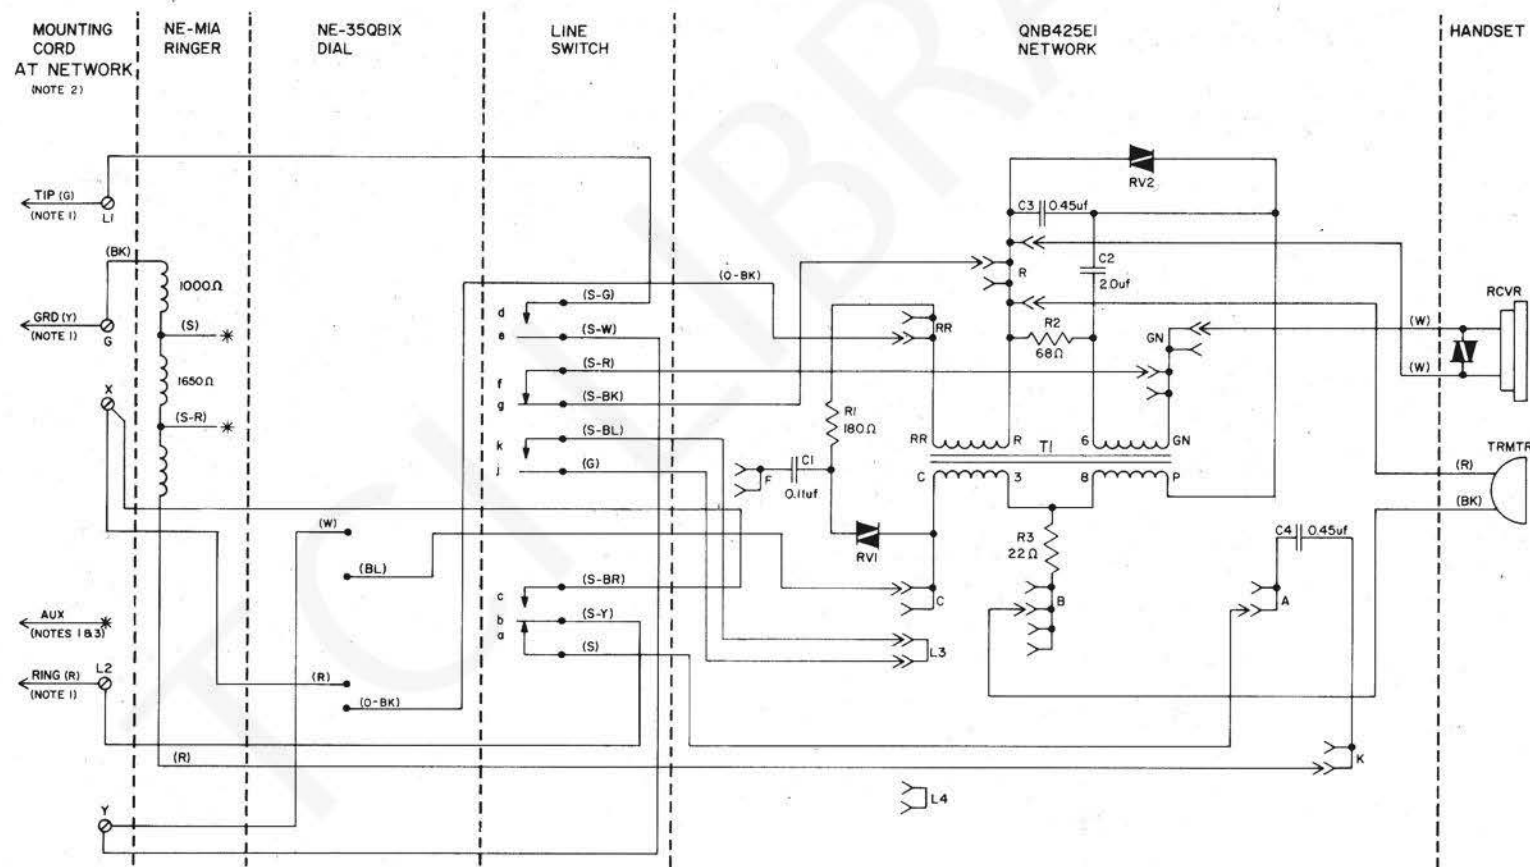 MOUNTING
CORD
AT NETWORK
(NOTE 2)
NE-M1A
RINGER
NE-35QB1X
DIAL
LINE
SWITCH
QNB425E1
NETWORK
HANDSET
TIP (G)
(NOTE 1)
L1
(BK)
GRD (Y)
(NOTE 1)
G
X
AUX
(NOTES 1 & 3)
L2
RING (R)
(NOTE 1)
Y
1000Ω
(S)
1650Ω
(S-R)
(R)
(W)
(BL)
(R)
(O-BK)
d
(S-G)
e
(S-W)
f
(S-R)
g
(S-BK)
k
(S-BL)
j
(G)
c
(S-BR)
b
(S-Y)
a
(S)
(O-BK)
RV2
C3
0.45uf
R
C2
2.0uf
RR
R2
68Ω
GN
R1
180Ω
RR
R
6
GN
T1
C
3
8
P
F
C1
0.11uf
RV1
R3
22Ω
C4
0.45uf
C
B
A
L3
K
L4
RCVR
(W)
(W)
TRMTR
(R)
(BK)
TCI LIBRA